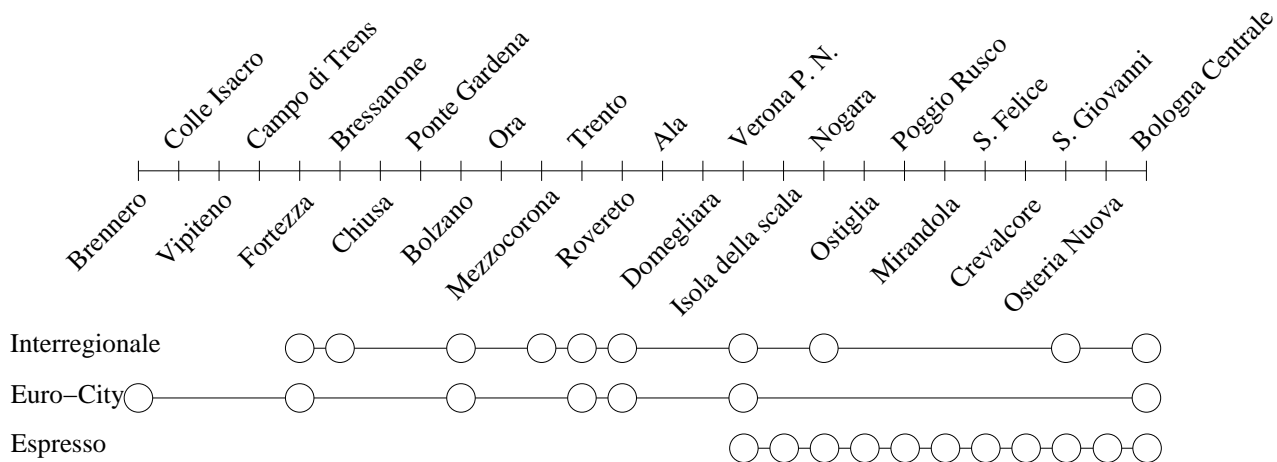 Colle Isacro
Campo di Trens
Bressanone
Ponte Gardena
Ora
Trento
Ala
Verona P. N.
Nogara
Poggio Rusco
S. Felice
S. Giovanni
Bologna Centrale
Brennero
Vipiteno
Fortezza
Chiusa
Bolzano
Mezzocorona
Rovereto
Domegliara
Isola della scala
Ostiglia
Mirandola
Crevalcore
Osteria Nuova
Interregionale
Euro−City
Espresso